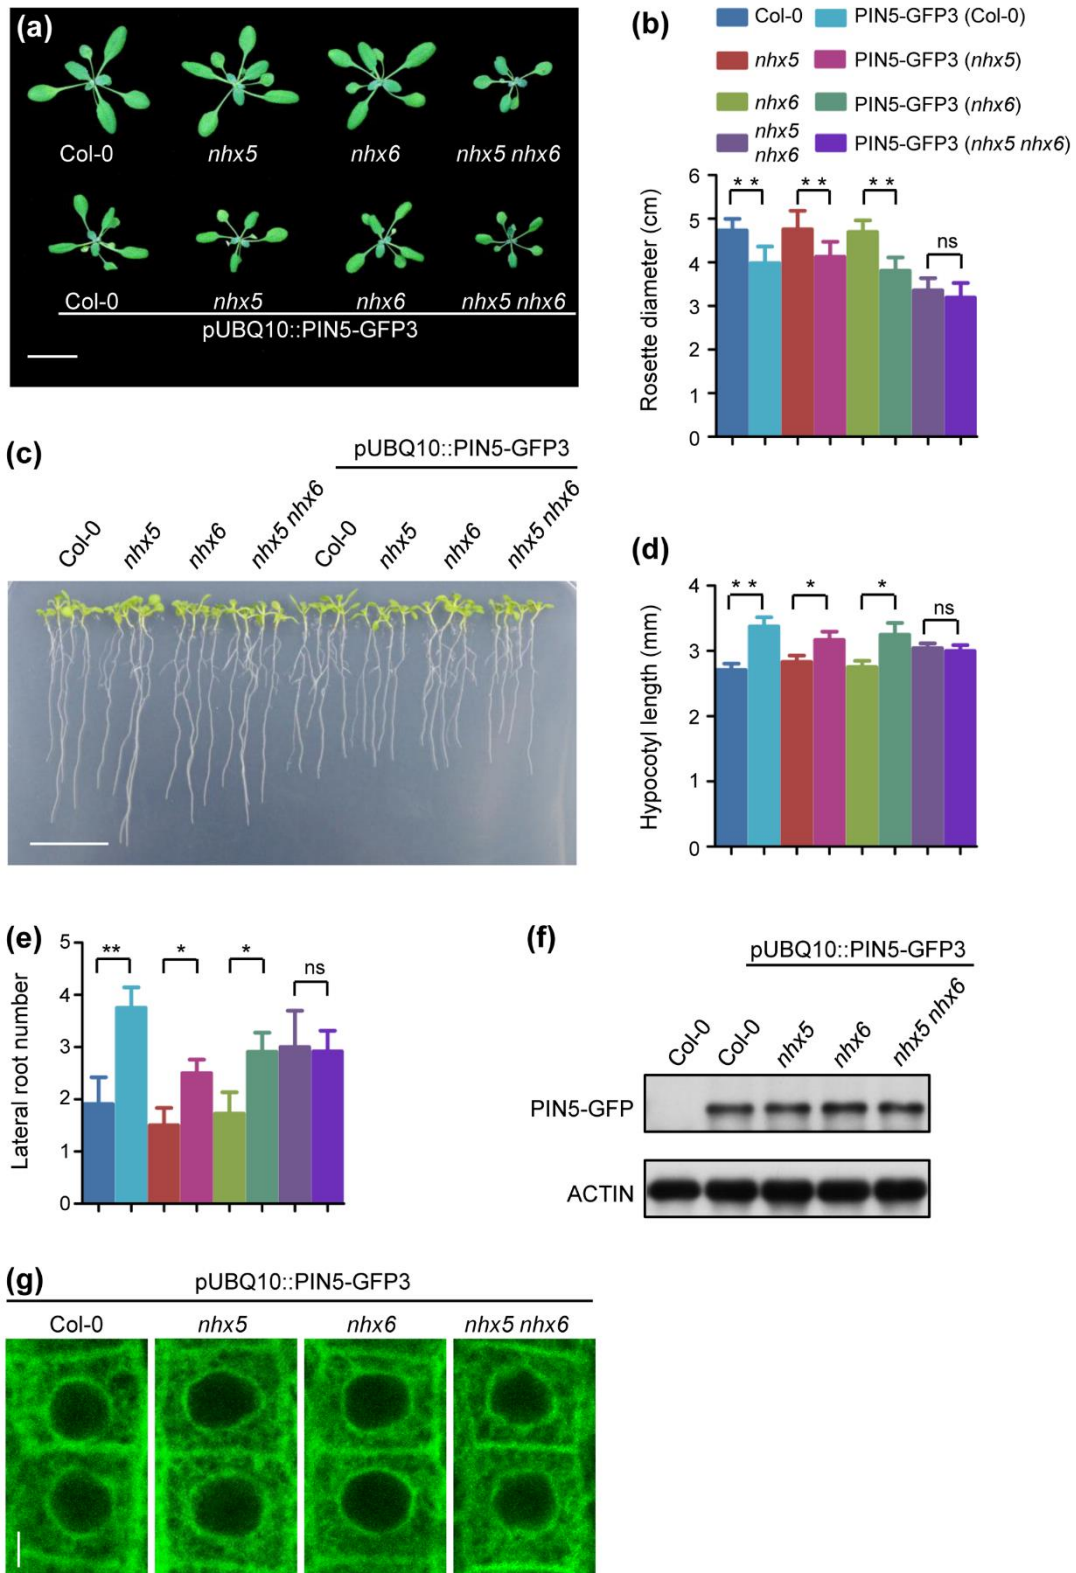 (a)
Col-0 nhx5 nhx6 nhx5 nhx6
Col-0 nhx5 nhx6 nhx5 nhx6
pUBQ10::PIN5-GFP3
(b)
Col-0 PIN5-GFP3 (Col-0)
nhx5 PIN5-GFP3 (nhx5)
nhx6 PIN5-GFP3 (nhx6)
nhx5
nhx6
PIN5-GFP3 (nhx5 nhx6)
Rosette diameter (cm)
6
5
4
3
2
1
0
** ** ** ns
(c)
pUBQ10::PIN5-GFP3
Col-0 nhx5 nhx6 nhx5 nhx6 Col-0 nhx5 nhx6 nhx5 nhx6
(d)
Hypocotyl length (mm)
4
3
2
1
0
** * * ns
(e)
Lateral root number
5
4
3
2
1
0
** * * ns
(f)
pUBQ10::PIN5-GFP3
Col-0 Col-0 nhx5 nhx6 nhx5 nhx6
PIN5-GFP
ACTIN
(g)
pUBQ10::PIN5-GFP3
Col-0 nhx5 nhx6 nhx5 nhx6